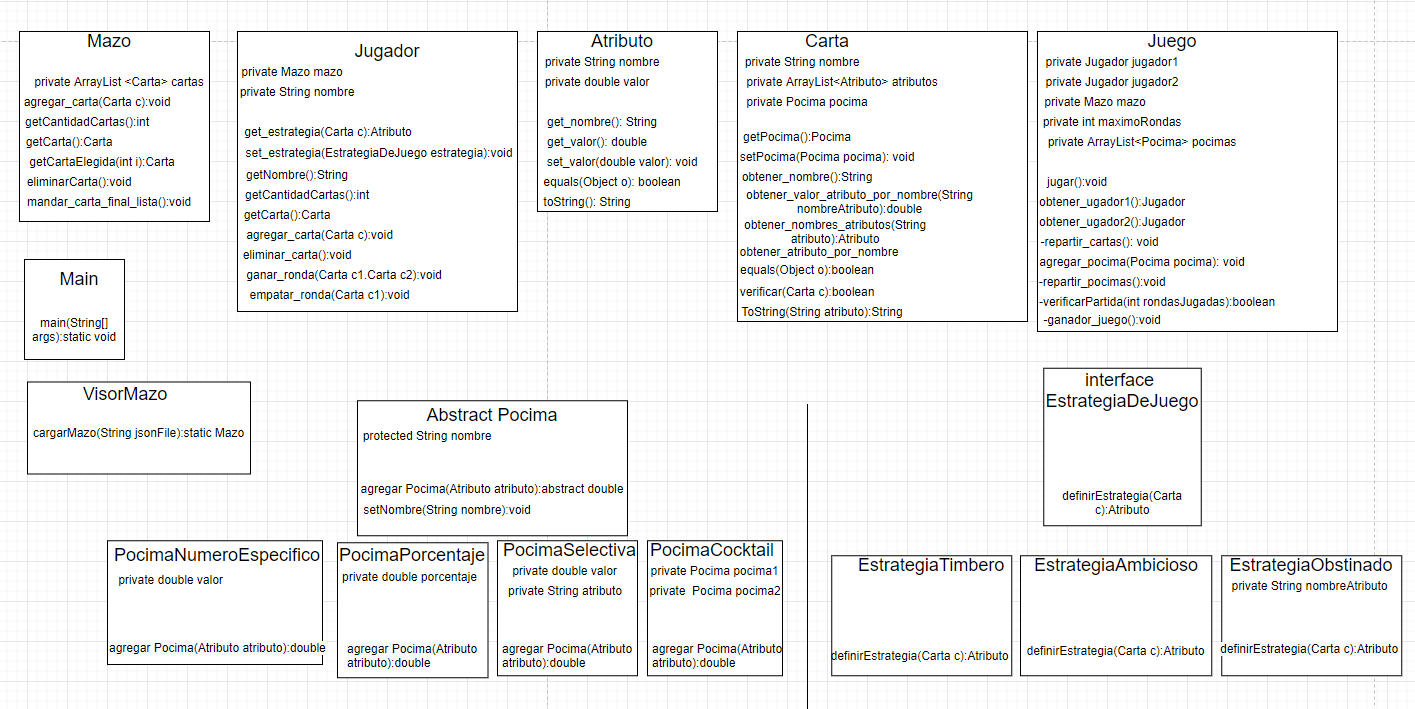 Mazo
private ArrayList <Carta> cartas
agregar_carta(Carta c):void
getCantidadCartas():int
getCarta():Carta
getCartaElegida(int i):Carta
eliminarCarta():void
mandar_carta_final_lista():void
Jugador
private Mazo mazo
private String nombre
get_estrategia(Carta c):Atributo
set_estrategia(EstrategiaDeJuego estrategia):void
getNombre():String
getCantidadCartas():int
getCarta():Carta
agregar_carta(Carta c):void
eliminar_carta():void
ganar_ronda(Carta c1.Carta c2):void
empatar_ronda(Carta c1):void
Atributo
private String nombre
private double valor
get_nombre(): String
get_valor(): double
set_valor(double valor): void
equals(Object o): boolean
toString(): String
Carta
private String nombre
private ArrayList<Atributo> atributos
private Pocima pocima
getPocima():Pocima
setPocima(Pocima pocima): void
obtener_nombre():String
obtener_valor_atributo_por_nombre(String
nombreAtributo):double
obtener_nombres_atributos(String
atributo):Atributo
obtener_atributo_por_nombre
equals(Object o):boolean
verificar(Carta c):boolean
ToString(String atributo):String
Juego
private Jugador jugador1
private Jugador jugador2
private Mazo mazo
private int maximoRondas
private ArrayList<Pocima> pocimas
jugar():void
obtener_ugador1():Jugador
obtener_ugador2():Jugador
-repartir_cartas(): void
agregar_pocima(Pocima pocima): void
-repartir_pocimas():void
-verificarPartida(int rondasJugadas):boolean
-ganador_juego():void
Main
main(String[]
args):static void
VisorMazo
cargarMazo(String jsonFile):static Mazo
Abstract Pocima
protected String nombre
agregar Pocima(Atributo atributo):abstract double
setNombre(String nombre):void
interface
EstrategiaDeJuego
definirEstrategia(Carta
c):Atributo
PocimaNumeroEspecifico
private double valor
agregar Pocima(Atributo atributo):double
PocimaPorcentaje
private double porcentaje
agregar Pocima(Atributo
atributo):double
PocimaSelectiva
private double valor
private String atributo
agregar Pocima(Atributo
atributo):double
PocimaCocktail
private Pocima pocima1
private Pocima pocima2
agregar Pocima(Atributo
atributo):double
EstrategiaTimbero
definirEstrategia(Carta c):Atributo
EstrategiaAmbicioso
definirEstrategia(Carta c):Atributo
EstrategiaObstinado
private String nombreAtributo
definirEstrategia(Carta c):Atributo